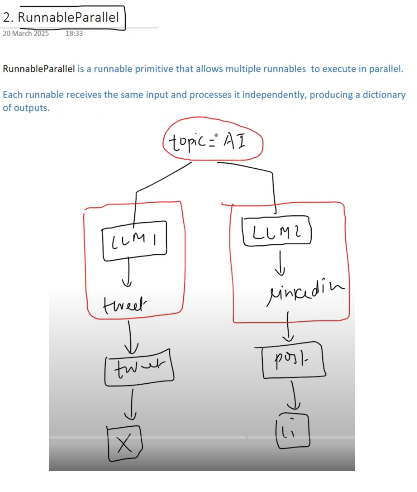 2. RunnableParallel
20 March 2025 18:33
RunnableParallel is a runnable primitive that allows multiple runnables to execute in parallel.
Each runnable receives the same input and processes it independently, producing a dictionary
of outputs.
topic = AI
LLM1 LLM2
tweet linkedin
tweet post
X li